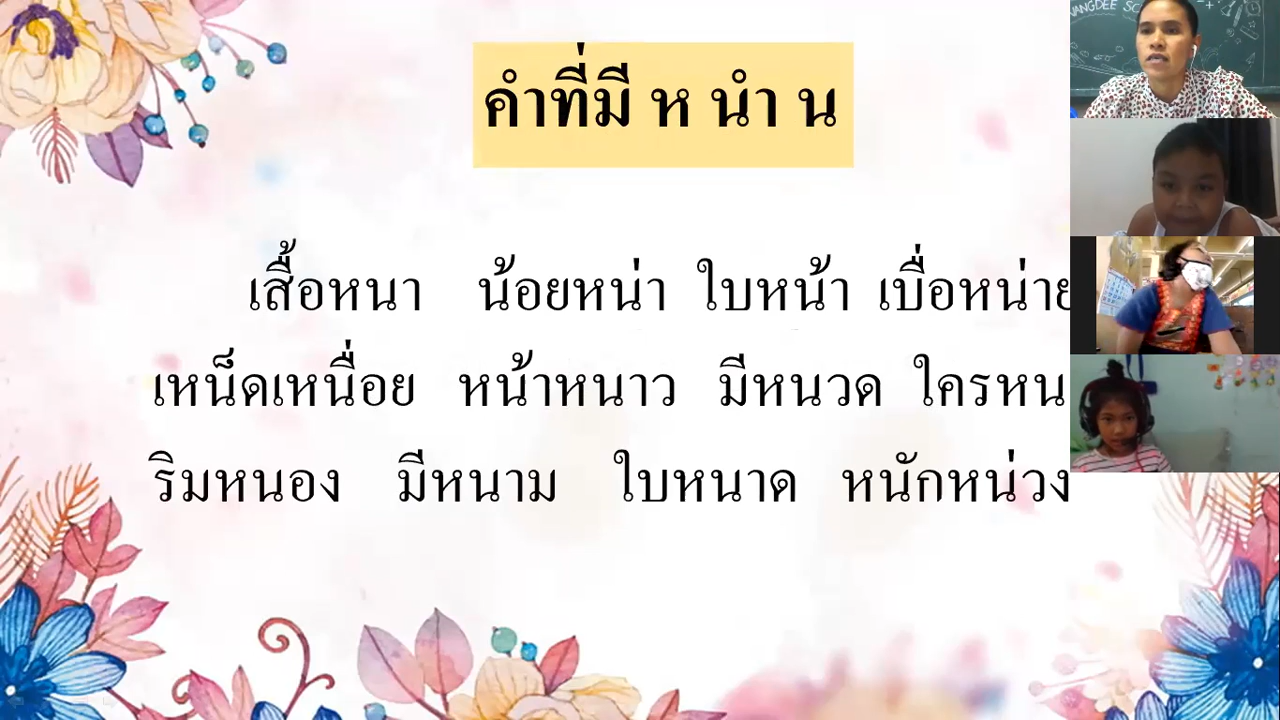 คำที่มี ห นำ น
เสื้อหนา น้อยหน่า ใบหน้า เบื่อหน่าย
เหน็ดเหนื่อย หน้าหนาว มีหนวด
ริมหนอง มีหนาม ใบหนาด หนักหน่วง